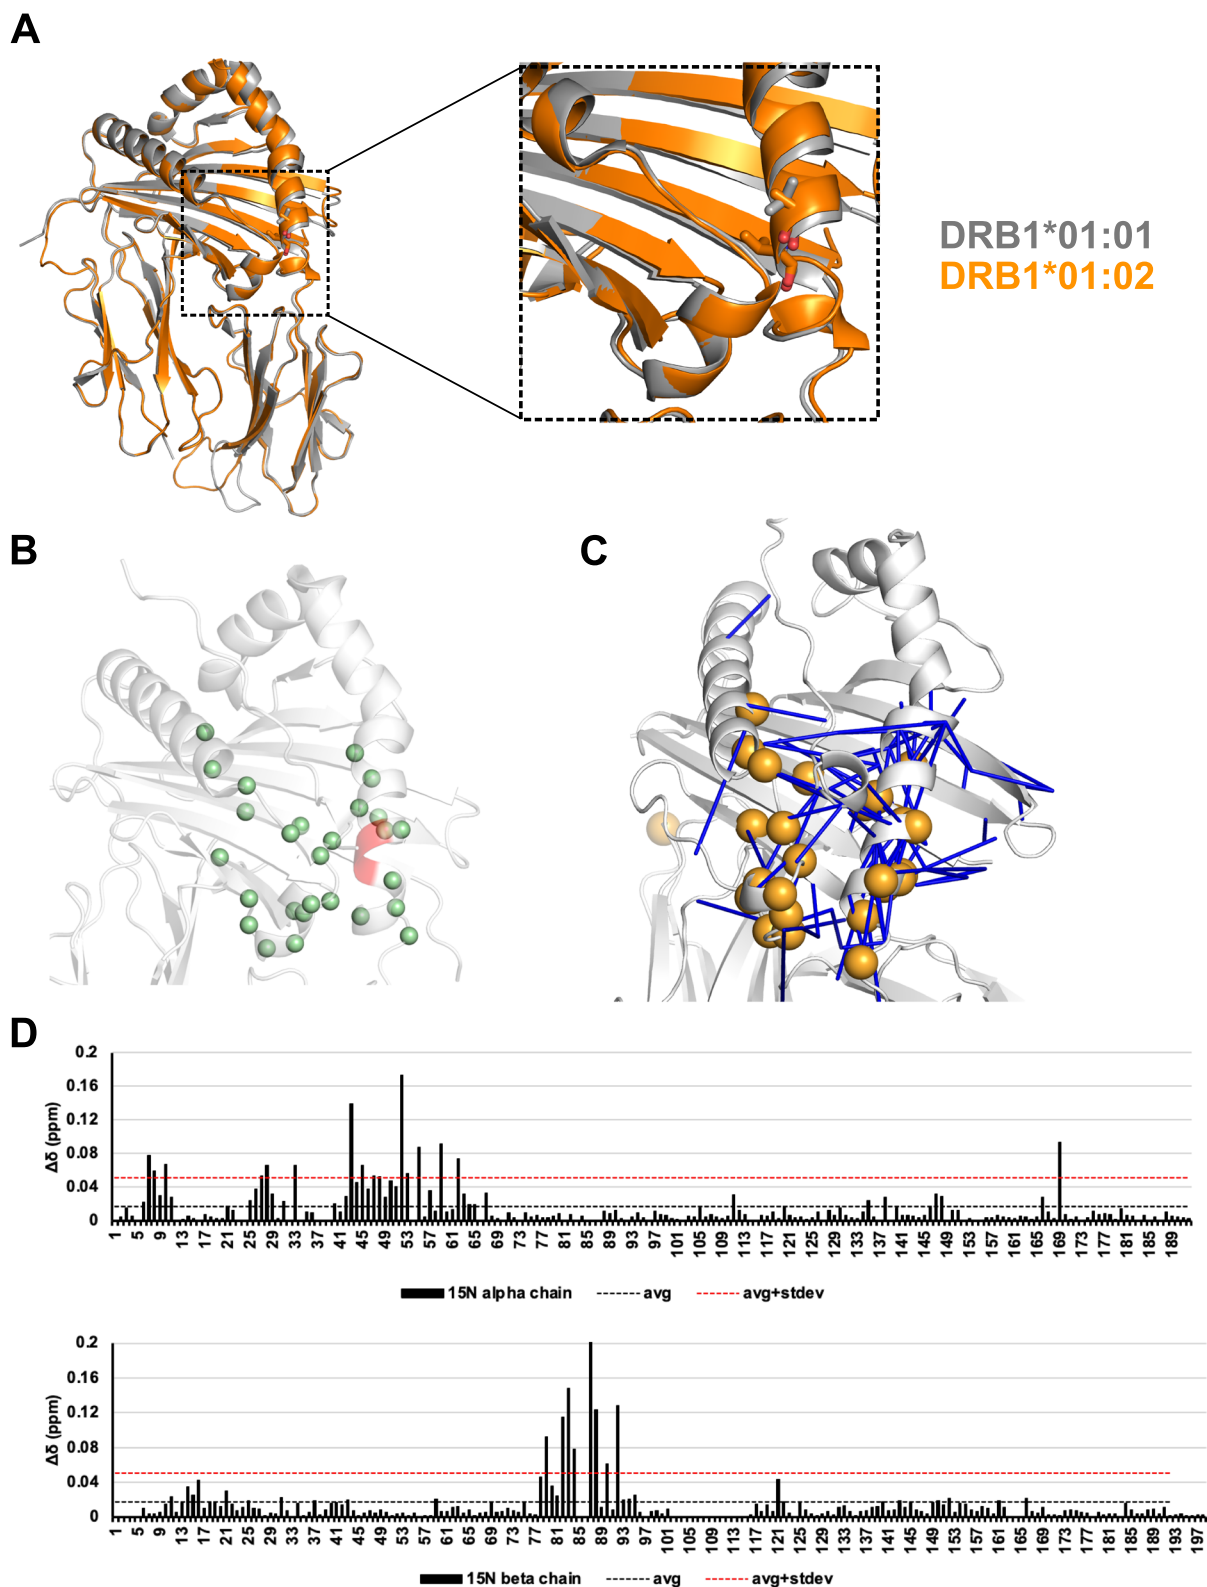 A
DRB1*01:01
DRB1*01:02
B
C
D
0.2
0.16
0.12
0.08
0.04
0
Δδ (ppm)
1 5 9 13 17 21 25 29 33 37 41 45 49 53 57 61 65 69 73 77 81 85 89 93 97 101 105 109 113 117 121 125 129 133 137 141 145 149 153 157 161 165 169 173 177 181 185 189
15N alpha chain avg avg+stdev
0.2
0.16
0.12
0.08
0.04
0
Δδ (ppm)
1 5 9 13 17 21 25 29 33 37 41 45 49 53 57 61 65 69 73 77 81 85 89 93 97 101 105 109 113 117 121 125 129 133 137 141 145 149 153 157 161 165 169 173 177 181 185 189 193 197
15N beta chain avg avg+stdev